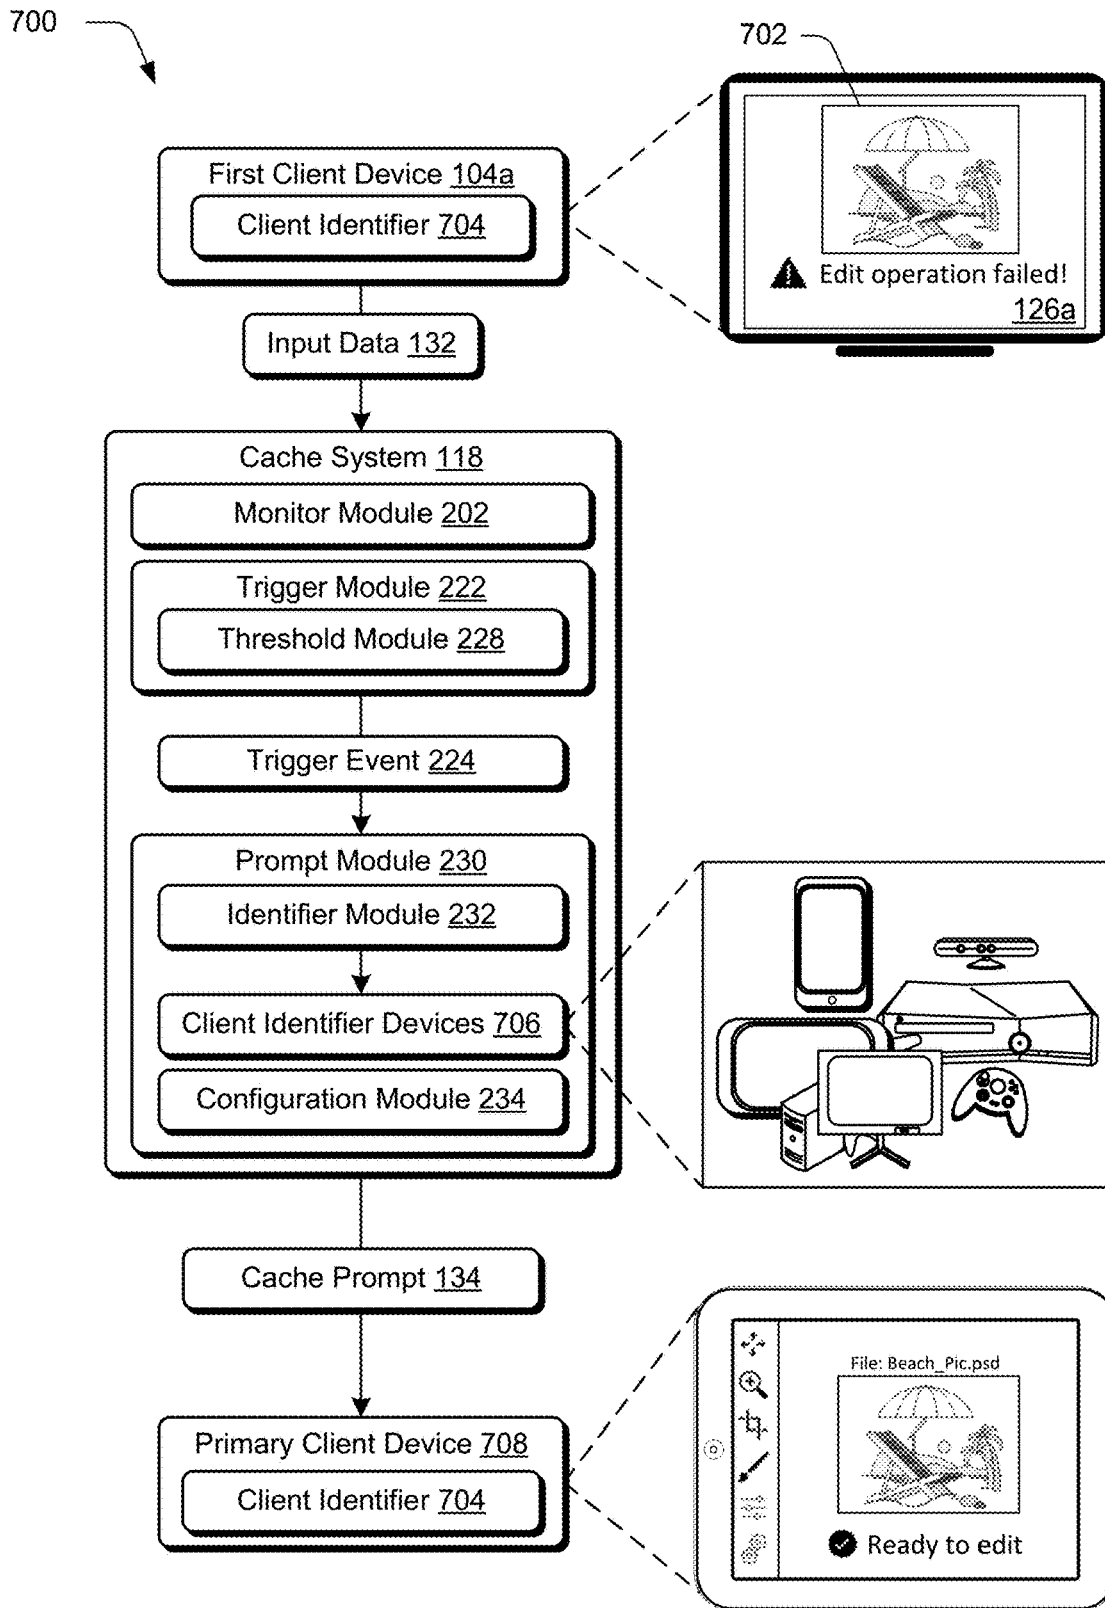 700
702
First Client Device 104a
Client Identifier 704
Edit operation failed!
126a
Input Data 132
Cache System 118
Monitor Module 202
Trigger Module 222
Threshold Module 228
Trigger Event 224
Prompt Module 230
Identifier Module 232
Client Identifier Devices 706
Configuration Module 234
Cache Prompt 134
File: Beach_Pic.psd
Primary Client Device 708
Client Identifier 704
Ready to edit